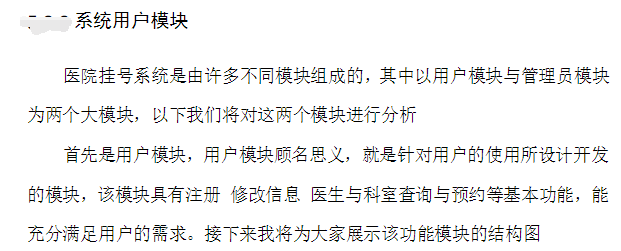 系统用户模块
医院挂号系统是由许多不同模块组成的，其中以用户模块与管理员模块
为两个大模块，以下我们将对这两个模块进行分析
首先是用户模块，用户模块顾名思义，就是针对用户的使用所设计开发
的模块，该模块具有注册 修改信息 医生与科室查询与预约等基本功能，能
充分满足用户的需求。接下来我将为大家展示该功能模块的结构图